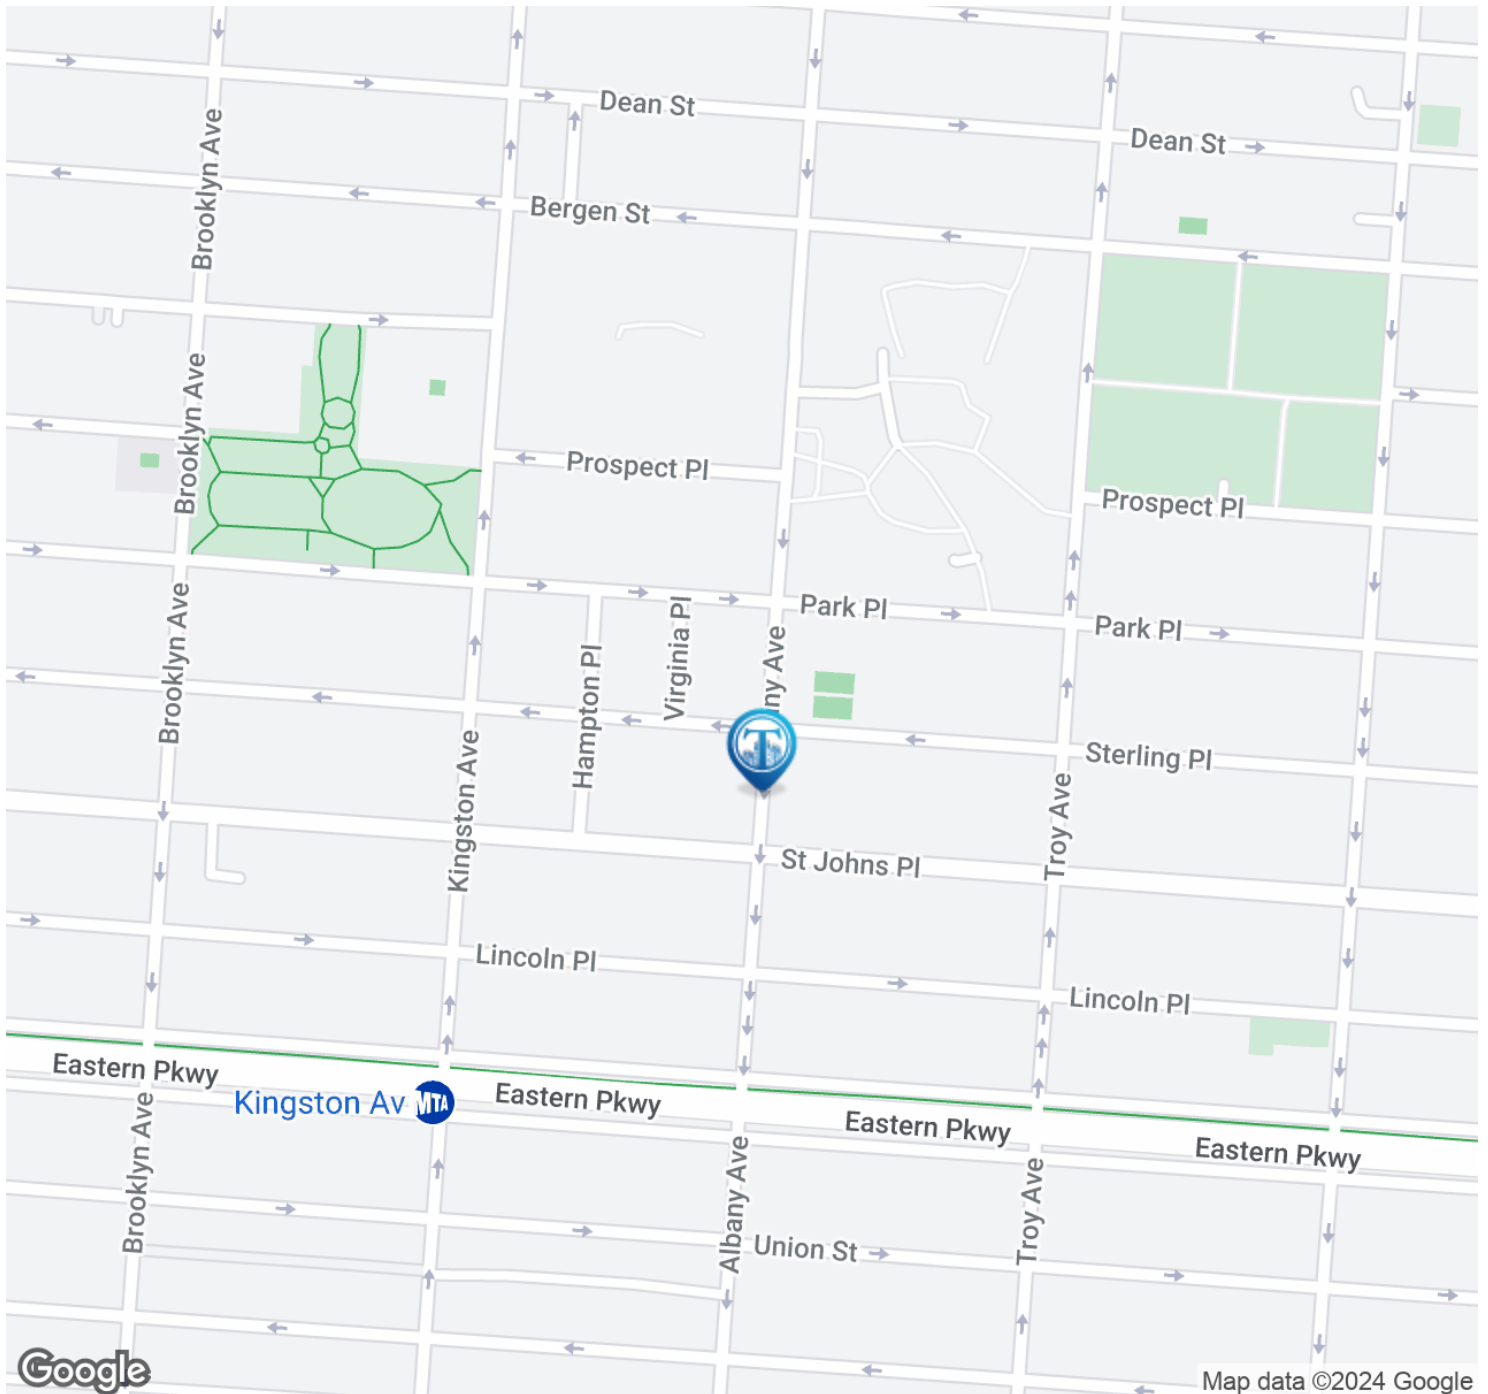 Dean St
Dean St
Brooklyn Ave
Bergen St
Brooklyn Ave
Prospect Pl
Prospect Pl
Park Pl
Park Pl
Brooklyn Ave
Hampton Pl
Virginia Pl
ny Ave
T
Sterling Pl
Kingston Ave
Troy Ave
St Johns Pl
Lincoln Pl
Lincoln Pl
Eastern Pkwy
Kingston Av
MTA
Eastern Pkwy
Eastern Pkwy
Eastern Pkwy
Brooklyn Ave
Albany Ave
Troy Ave
Union St
Google
Map data ©2024 Google